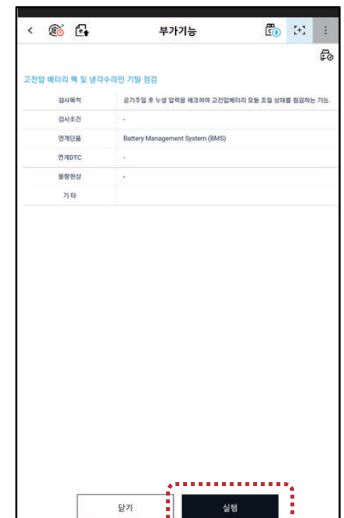 부가기능
고전압 배터리 팩 및 냉각수라인 기밀 점검
검사목적 공기주입 후 누설 압력을 체크하여 고전압배터리 모듈 조립 상태를 점검하는 기능.
검사조건 -
연계단품 Battery Management System (BMS)
연계DTC -
불량현상 -
기 타
닫기 실행